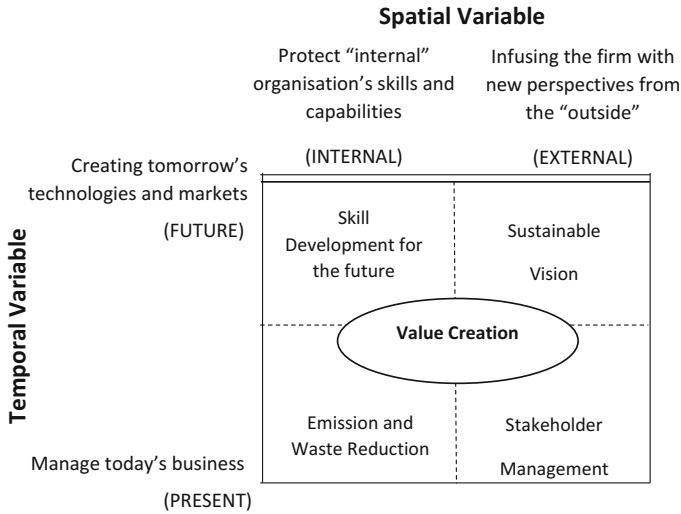 Spatial Variable
Protect “internal”
organisation’s skills and
capabilities
(INTERNAL)
Infusing the firm with
new perspectives from
the “outside”
(EXTERNAL)
Temporal Variable
Creating tomorrow’s
technologies and markets
(FUTURE)
Skill
Development for
the future
Sustainable
Vision
Value Creation
Manage today’s business
(PRESENT)
Emission and
Waste Reduction
Stakeholder
Management